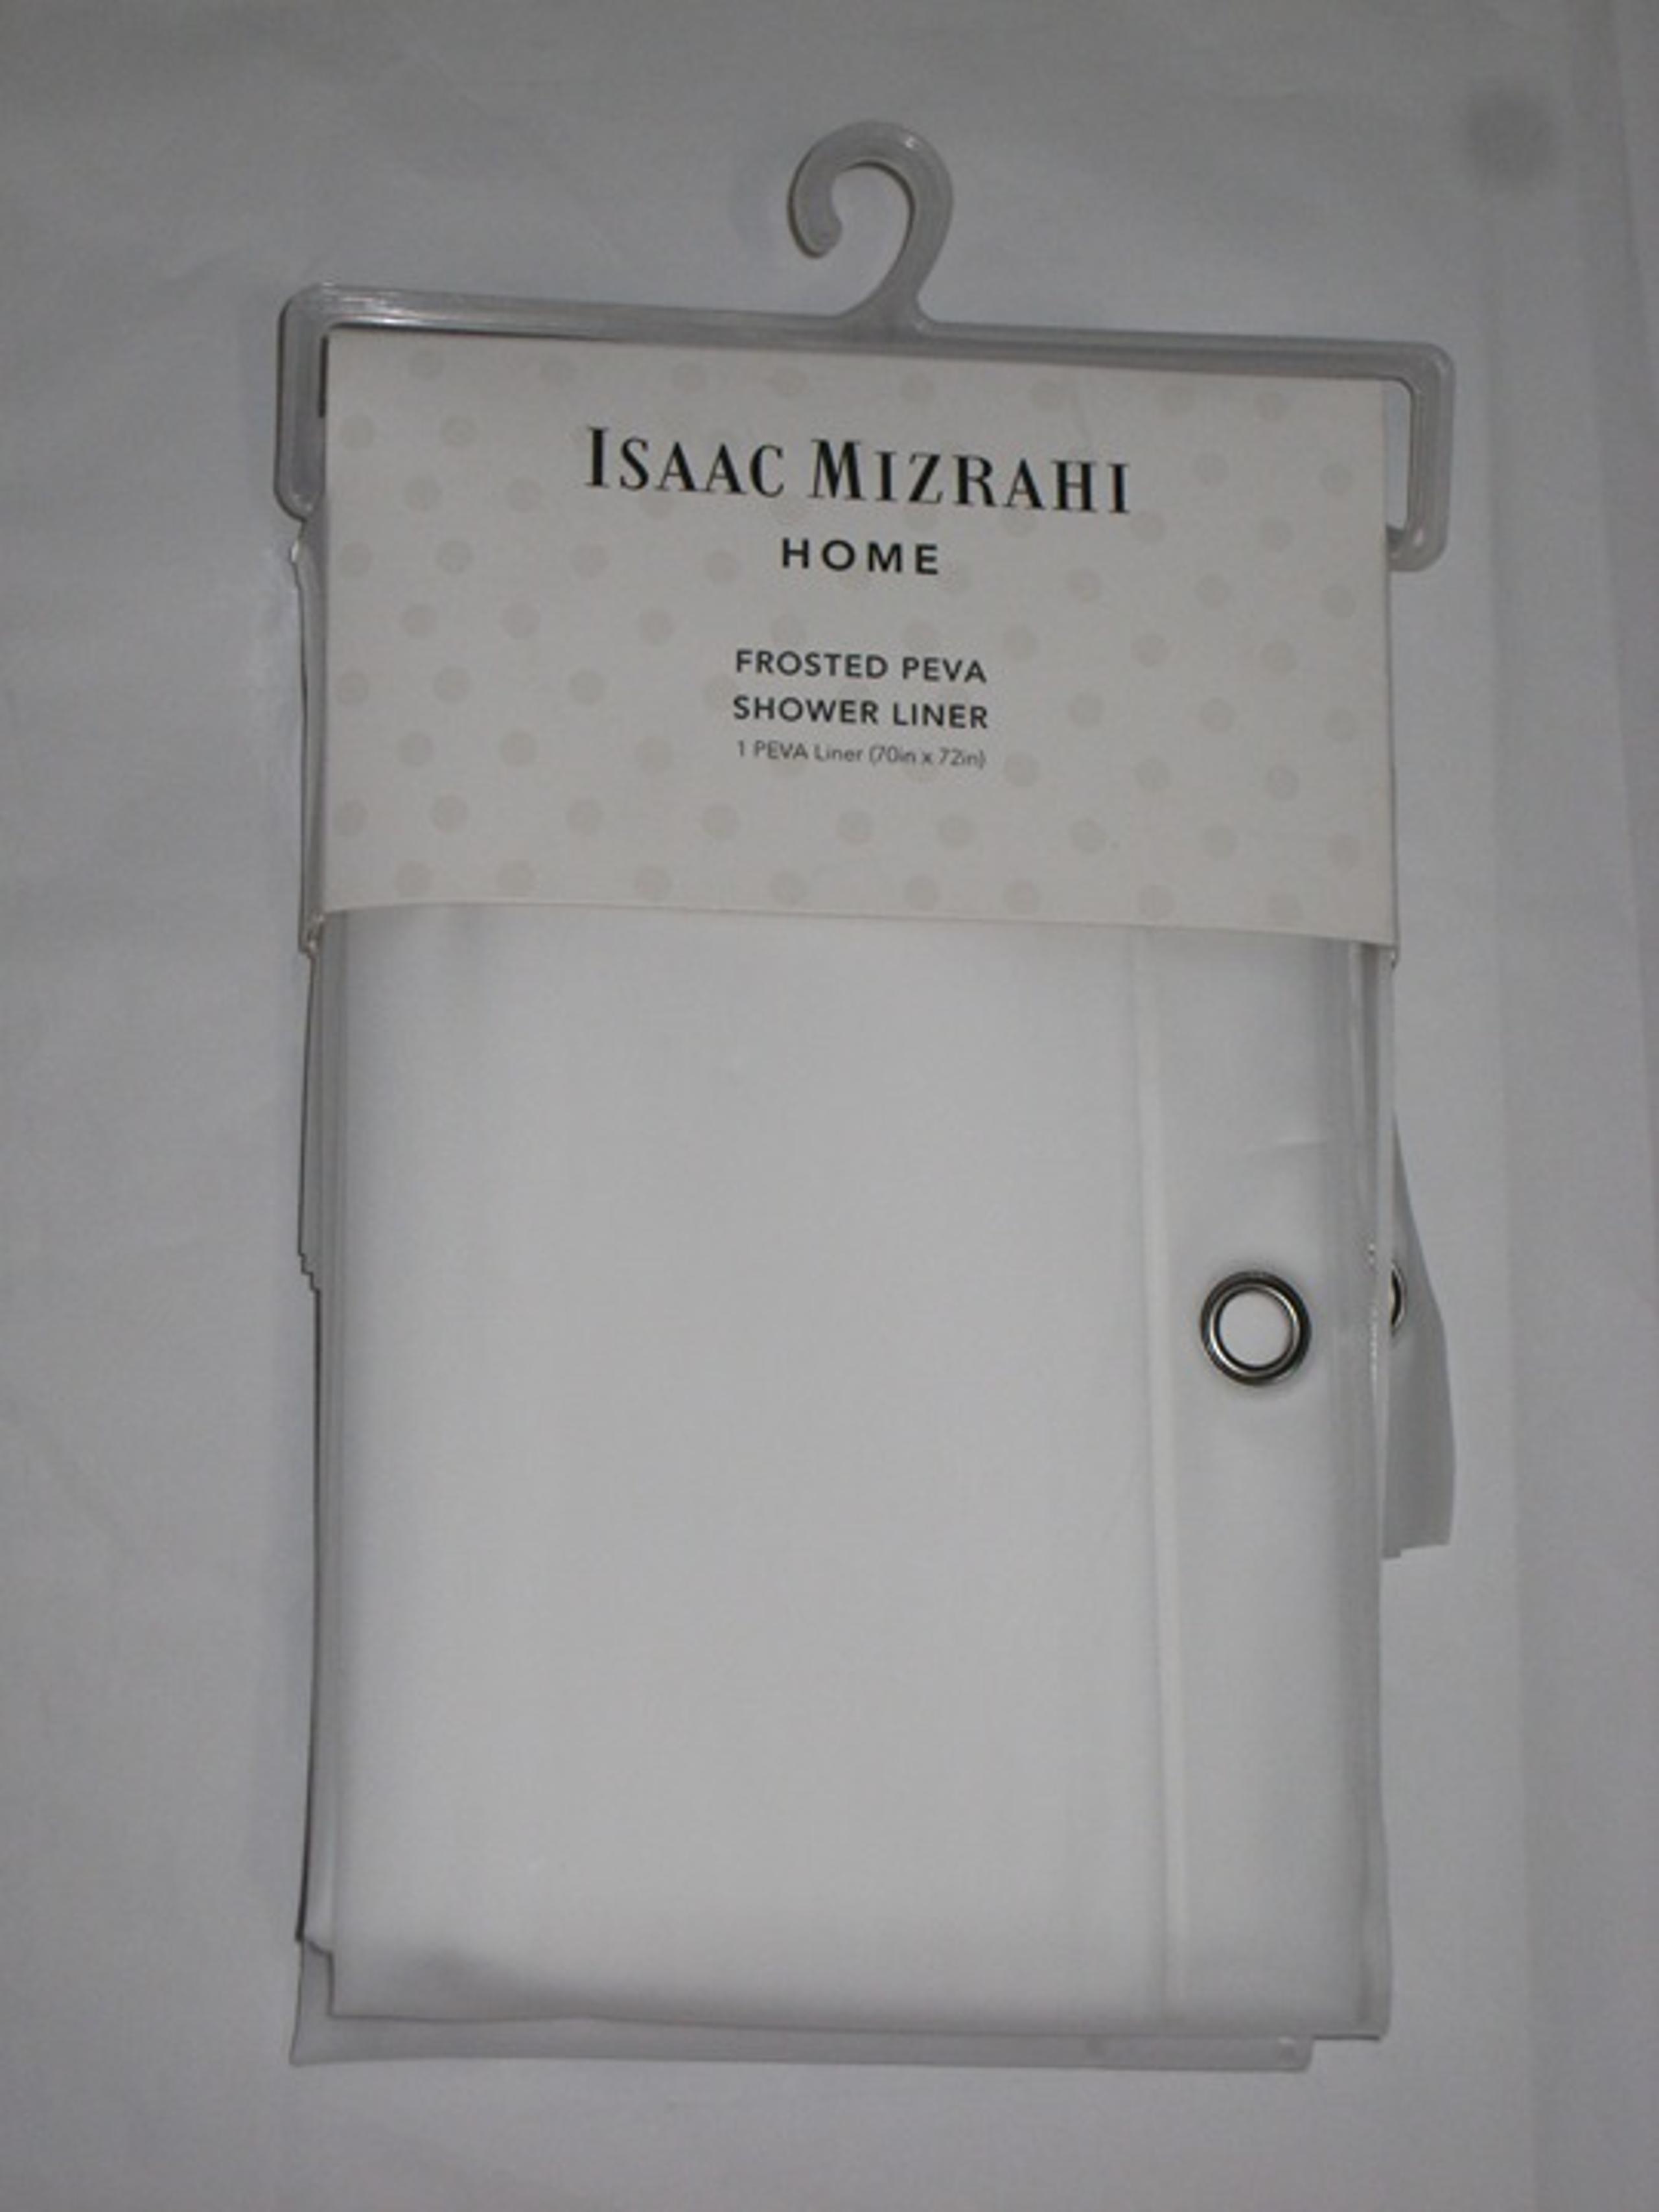 ISAAC MIZRAHI
HOME
FROSTED PEVA
SHOWER LINER
1 PEVA Liner (70in x 72in)